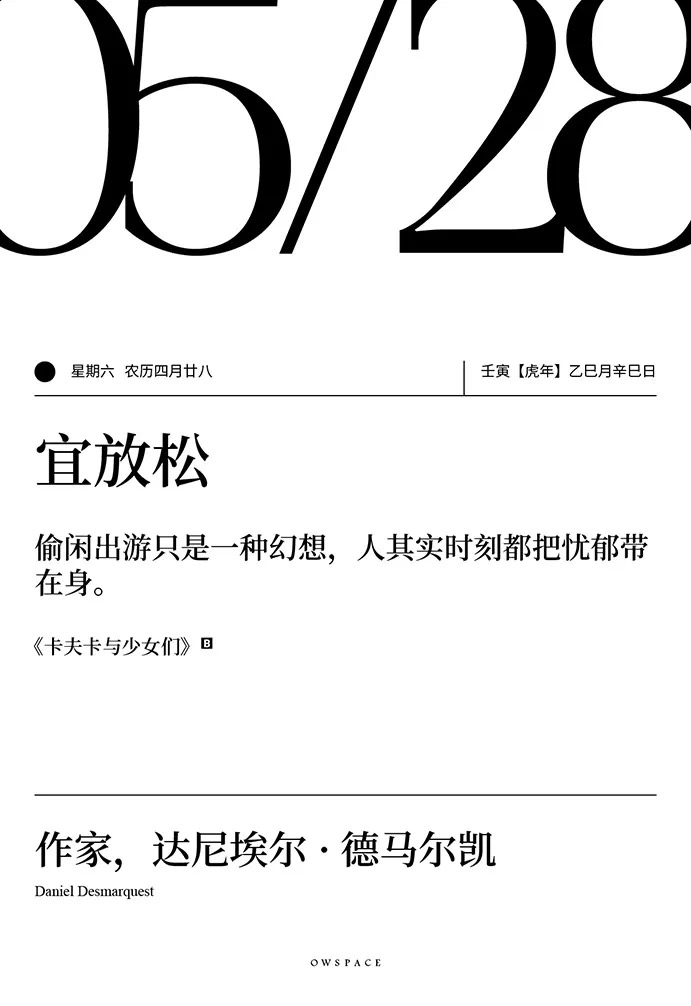 05/28
星期六 农历四月廿八
壬寅【虎年】乙巳月辛巳日
宜放松
偷闲出游只是一种幻想，人其实时刻都把忧郁带
在身。
《卡夫卡与少女们》B
作家，达尼埃尔·德马尔凯
Daniel Desmarquest
OWSPACE